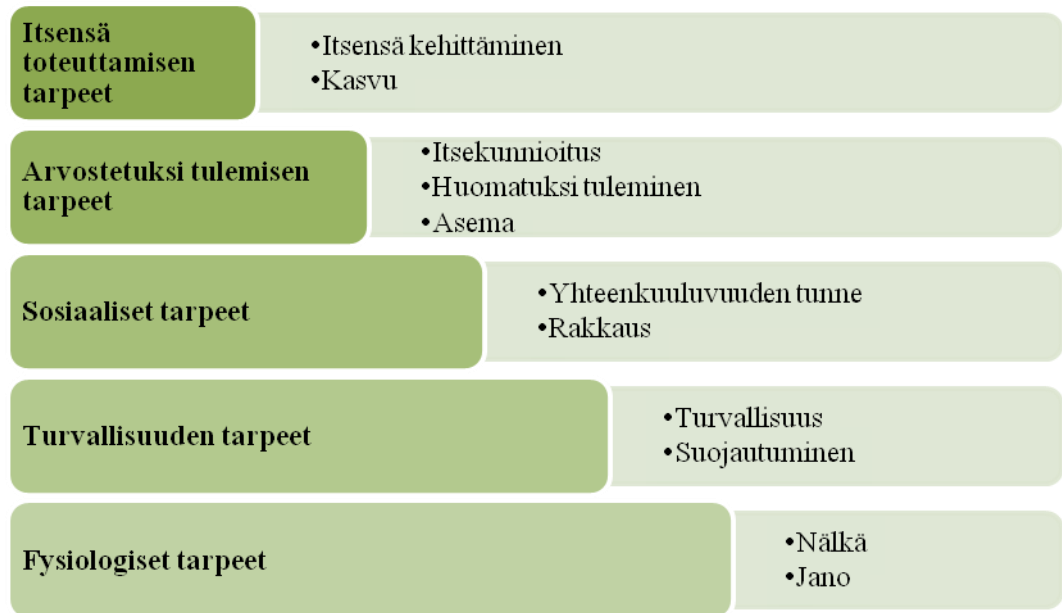 Itsensä
toteuttamisen
tarpeet
•Itsensä kehittäminen
•Kasvu
Arvostetuksi tulemisen
tarpeet
•Itsekunnioitus
•Huomatuksi tuleminen
•Asema
Sosiaaliset tarpeet
•Yhteenkuuluvuuden tunne
•Rakkaus
Turvallisuuden tarpeet
•Turvallisuus
•Suojautuminen
Fysiologiset tarpeet
•Nälkä
•Jano